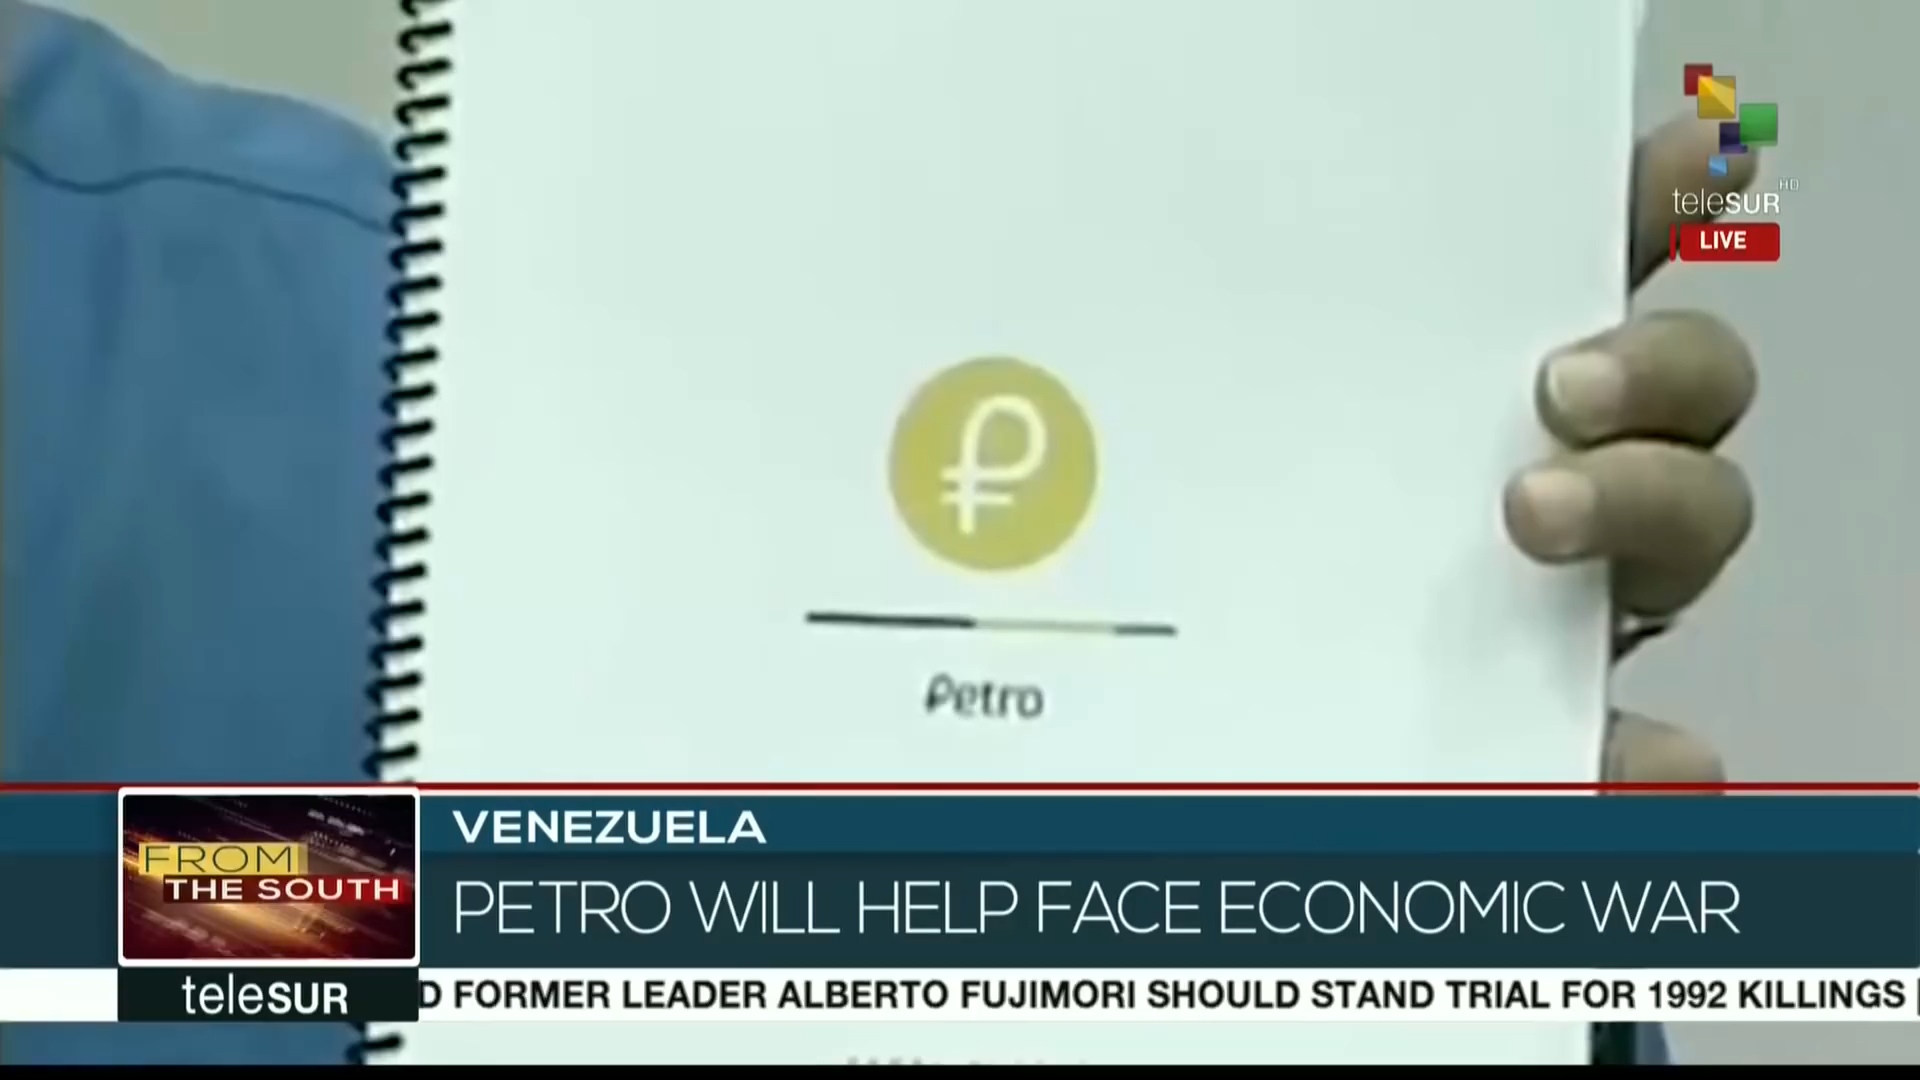 HD
teleSUR
LIVE
Petro
FROM
THE SOUTH
VENEZUELA
PETRO WILL HELP FACE ECONOMIC WAR
teleSUR
D FORMER LEADER ALBERTO FUJIMORI SHOULD STAND TRIAL FOR 1992 KILLINGS